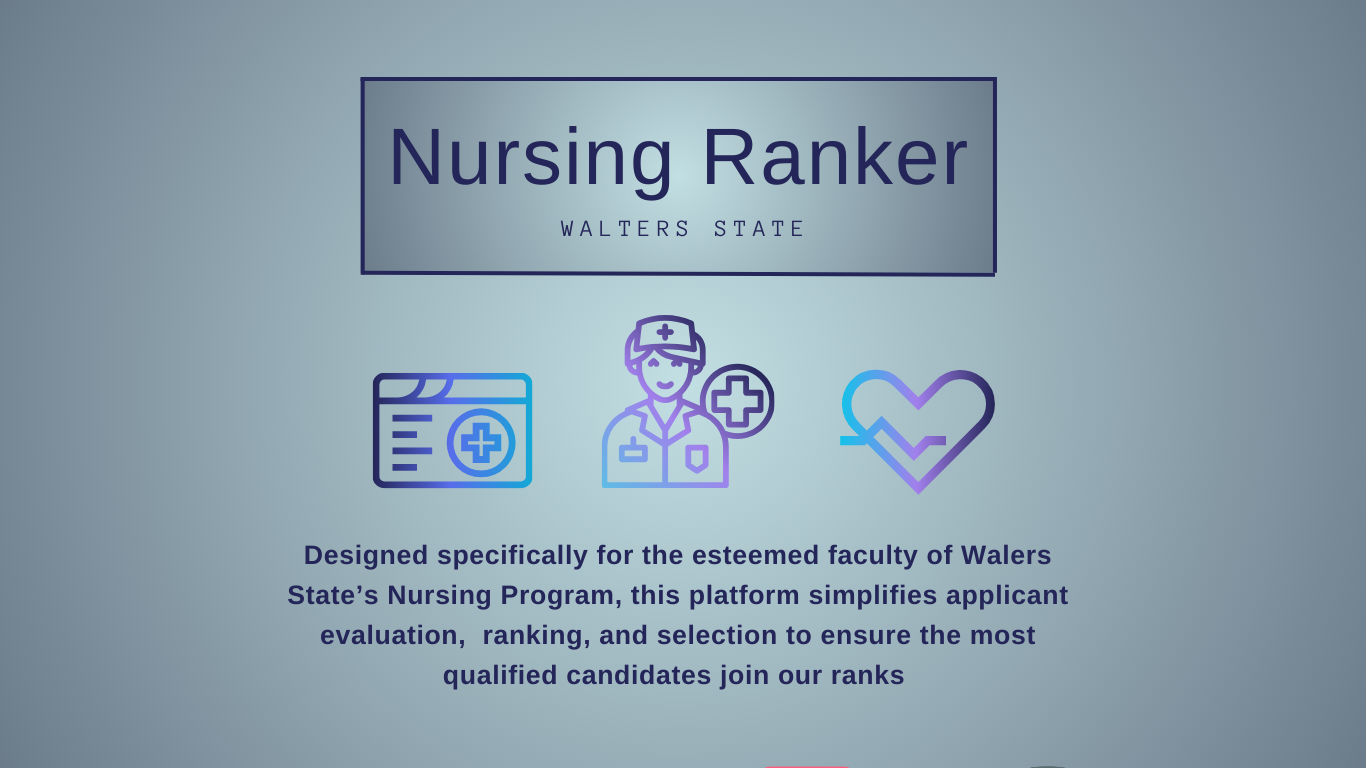 Nursing Ranker
WALTERS STATE
Designed specifically for the esteemed faculty of Walers
State’s Nursing Program, this platform simplifies applicant
evaluation,  ranking, and selection to ensure the most
qualified candidates join our ranks